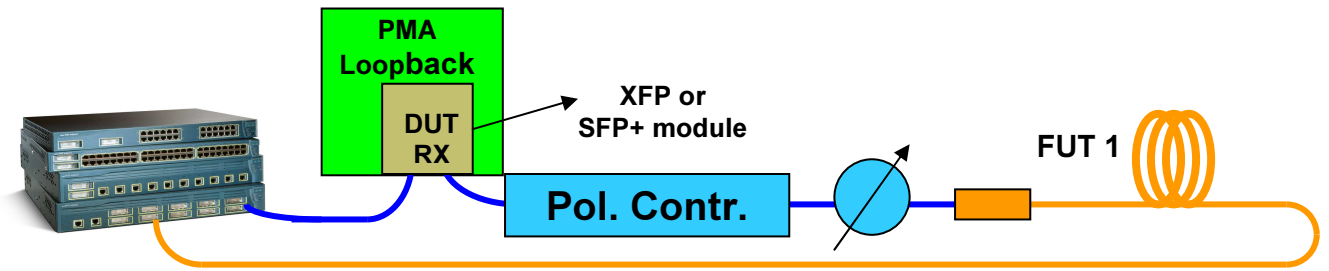 PMA
Loopback
DUT
RX
XFP or
SFP+ module
Pol. Contr.
FUT 1